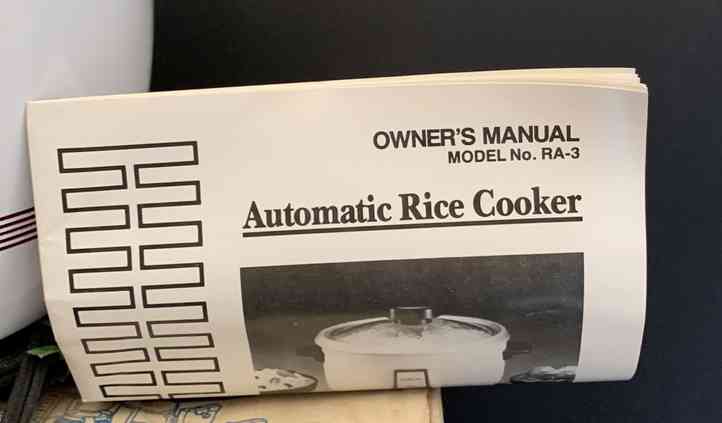 OWNER'S MANUAL
MODEL No. RA-3
Automatic Rice Cooker